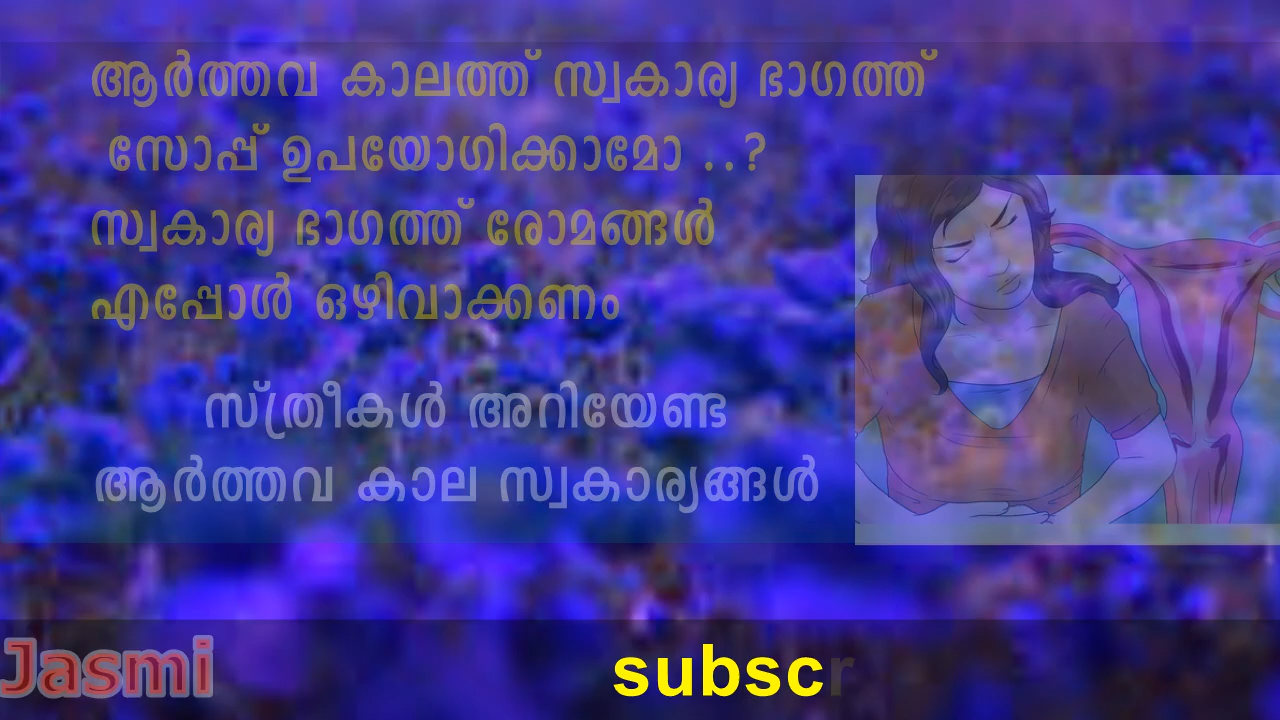 ആർത്തവ കാലത്ത് സ്വകാര്യ ഭാഗത്ത്
സോപ്പ് ഉപയോഗിക്കാമോ ..?
സ്വകാര്യ ഭാഗത്ത് രോമങ്ങൾ
എപ്പോൾ ഒഴിവാക്കണം
സ്ത്രീകൾ അറിയേണ്ട
ആർത്തവ കാല സ്വകാര്യങ്ങൾ
Jasmi
subscr